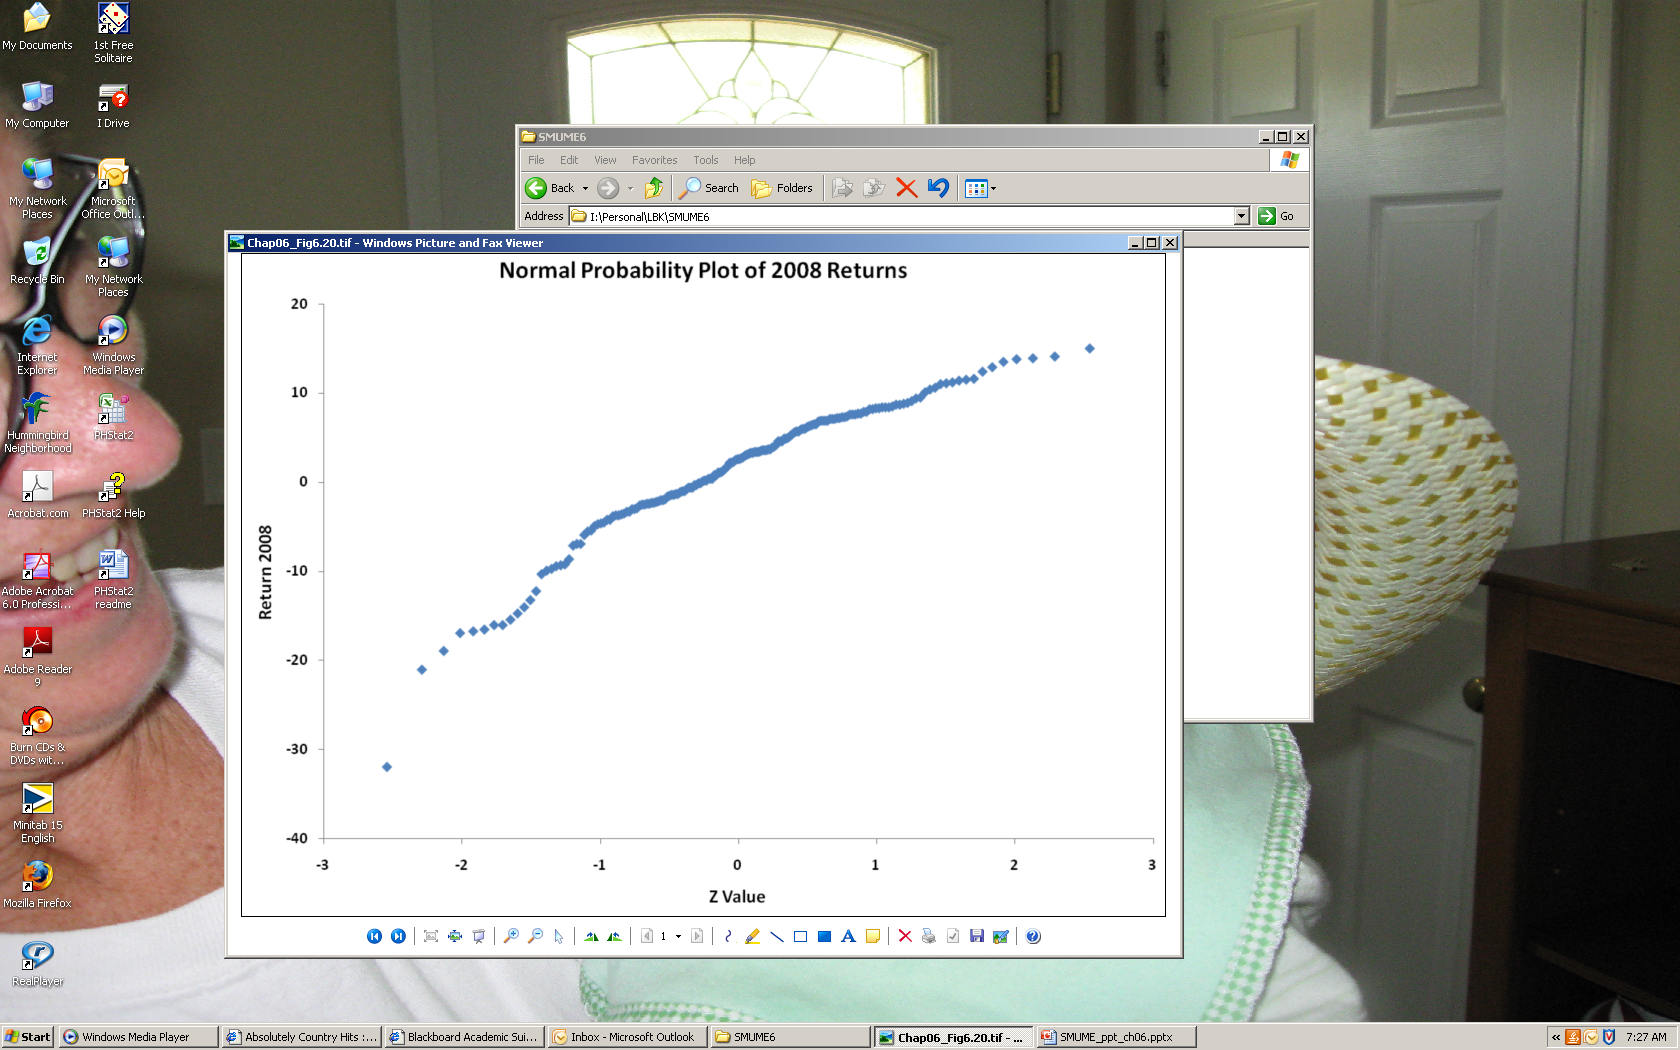 My Documents
1st Free
Solitaire
My Computer
I Drive
My Network
Places
Microsoft
Office Outl...
Recycle Bin
My Network
Places
Internet
Explorer
Windows
Media Player
Hummingbird
Neighborhood
PHStat2
Acrobat.com
PHStat2 Help
Adobe Acrobat
6.0 Professi...
PHStat2
readme
Adobe Reader
9
Burn CDs &
DVDs wit...
Minitab 15
English
Mozilla Firefox
RealPlayer
SMUME6
File Edit View Favorites Tools Help
Back Search Folders
Address I:\Personal\LBK\SMUME6 Go
Chap06_Fig6.20.tif - Windows Picture and Fax Viewer
Normal Probability Plot of 2008 Returns
20
10
0
-10
-20
-30
-40
Return 2008
-3 -2 -1 0 1 2 3
Z Value
1
Start Windows Media Player Absolutely Country Hits :... Blackboard Academic Sui... Inbox - Microsoft Outlook SMUME6 Chap06_Fig6.20.tif - ... SMUME_ppt_ch06.pptx 7:27 AM